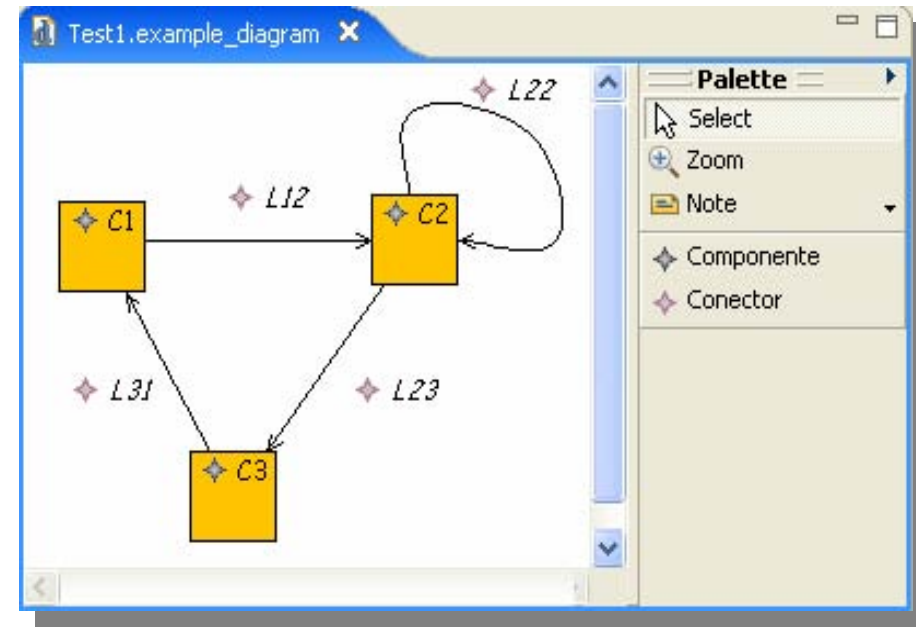 Test1.example_diagram
L22
L12
C1
C2
L31
L23
C3
Palette
Select
Zoom
Note
Componente
Conector